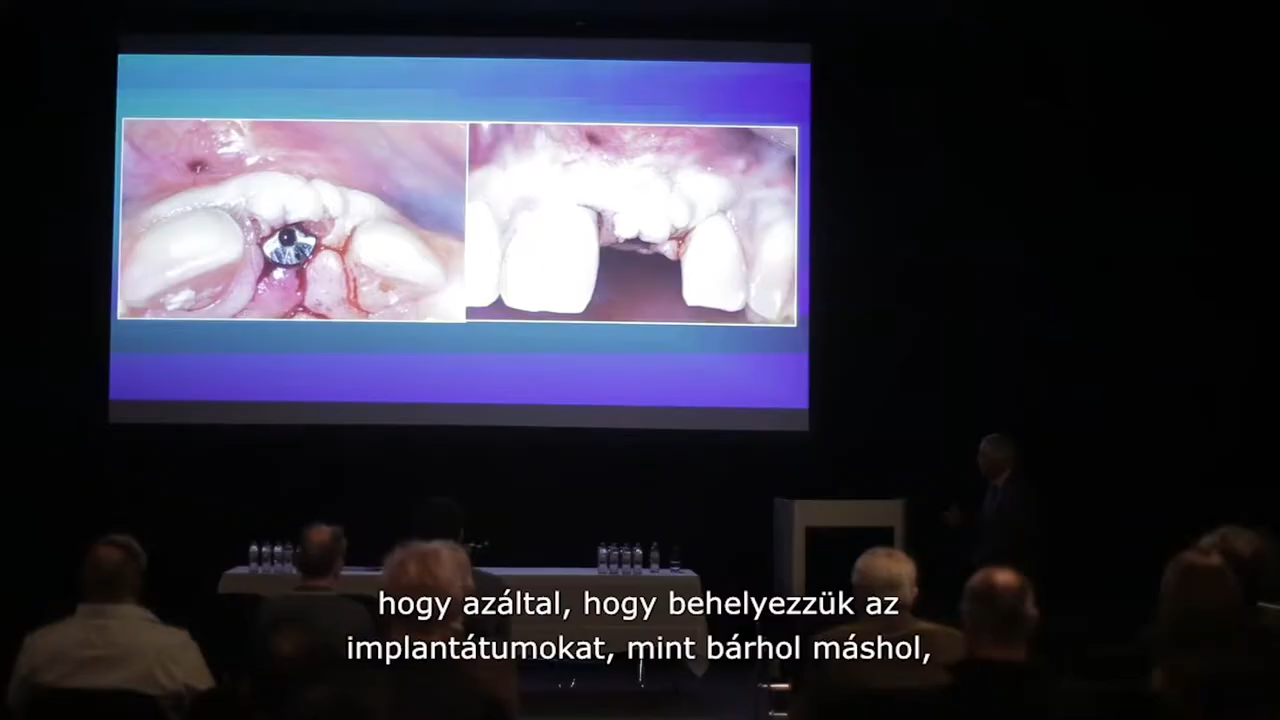 hogy azáltal, hogy behelyezzük az
implantátumokat, mint bárhol máshol,